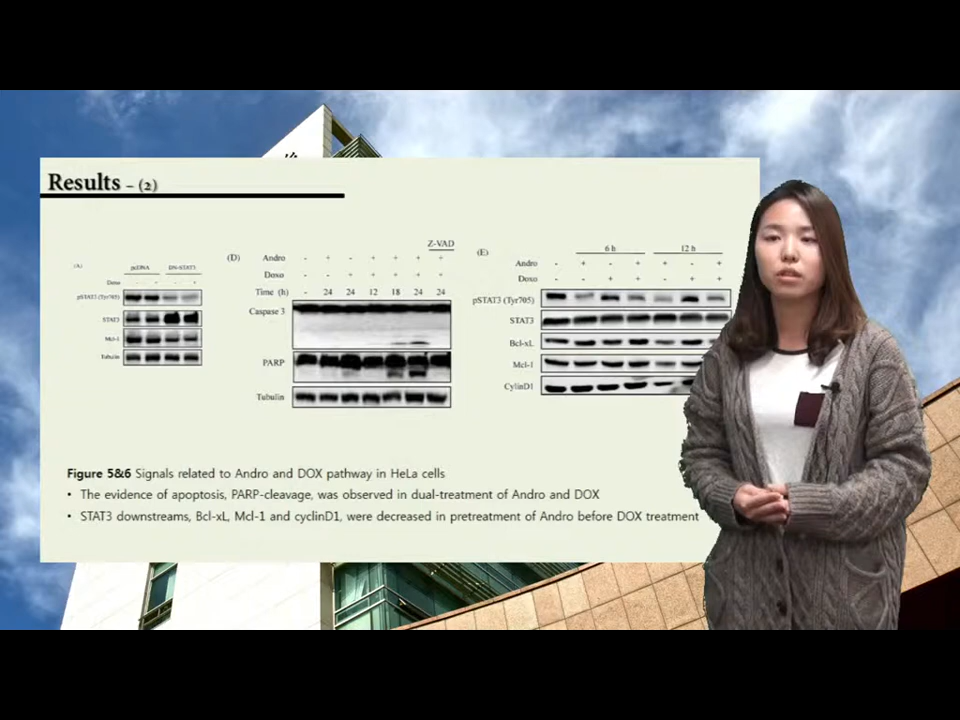 Results – (2)
(A)
pcDNA DN-STAT3
Doxo - - - -
pSTAT3 (Tyr705)
STAT3
Mcl-1
Tubulin
(D)
Z-VAD
Andro - + - + + + +
Doxo - - + + + + +
Time (h) - 24 24 12 18 24 24
Caspase 3
PARP
Tubulin
(E)
6 h 12 h
Andro - + - + + - +
Doxo - - + + - + +
pSTAT3 (Tyr705)
STAT3
Bcl-xL
Mcl-1
CylinD1
Figure 5&6 Signals related to Andro and DOX pathway in HeLa cells
• The evidence of apoptosis, PARP-cleavage, was observed in dual-treatment of Andro and DOX
• STAT3 downstreams, Bcl-xL, Mcl-1 and cyclinD1, were decreased in pretreatment of Andro before DOX treatment